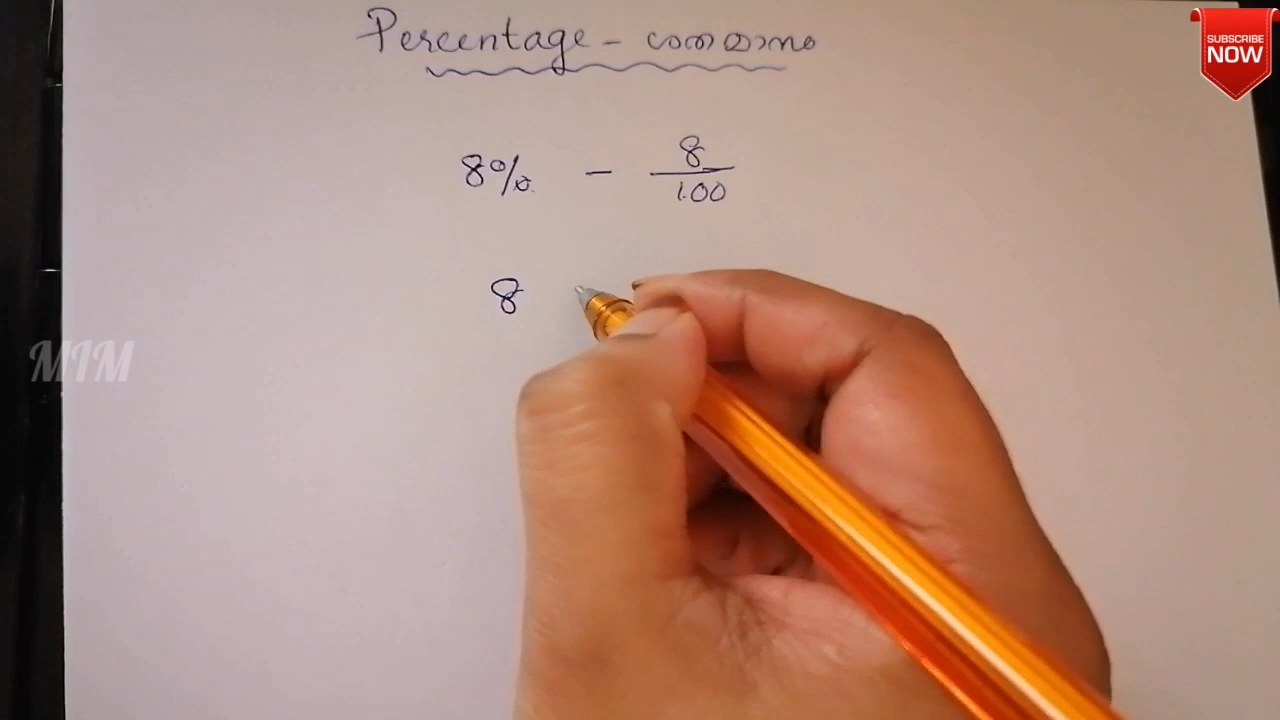 Percentage - ശതമാനം
SUBSCRIBE
NOW
8% - 8/100
8
MIM